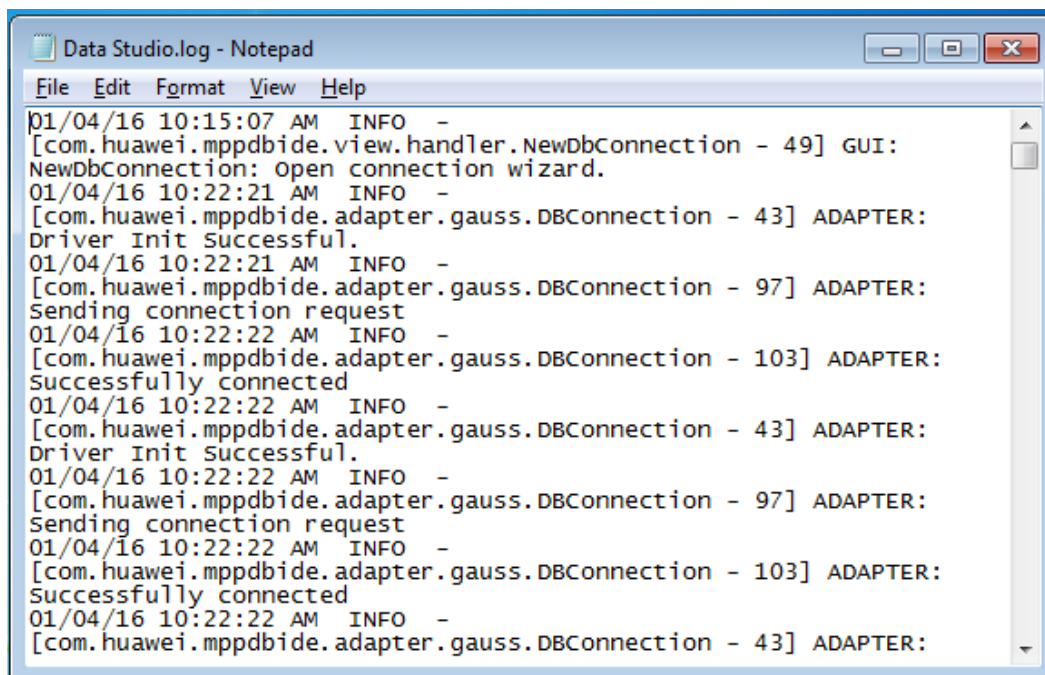 Data Studio.log - Notepad
File Edit Format View Help
01/04/16 10:15:07 AM  INFO  -
[com.huawei.mppdbide.view.handler.NewDbConnection - 49] GUI:
NewDbConnection: Open connection wizard.
01/04/16 10:22:21 AM  INFO  -
[com.huawei.mppdbide.adapter.gauss.DBConnection - 43] ADAPTER:
Driver Init Successful.
01/04/16 10:22:21 AM  INFO  -
[com.huawei.mppdbide.adapter.gauss.DBConnection - 97] ADAPTER:
Sending connection request
01/04/16 10:22:22 AM  INFO  -
[com.huawei.mppdbide.adapter.gauss.DBConnection - 103] ADAPTER:
Successfully connected
01/04/16 10:22:22 AM  INFO  -
[com.huawei.mppdbide.adapter.gauss.DBConnection - 43] ADAPTER:
Driver Init Successful.
01/04/16 10:22:22 AM  INFO  -
[com.huawei.mppdbide.adapter.gauss.DBConnection - 97] ADAPTER:
Sending connection request
01/04/16 10:22:22 AM  INFO  -
[com.huawei.mppdbide.adapter.gauss.DBConnection - 103] ADAPTER:
Successfully connected
01/04/16 10:22:22 AM  INFO  -
[com.huawei.mppdbide.adapter.gauss.DBConnection - 43] ADAPTER: